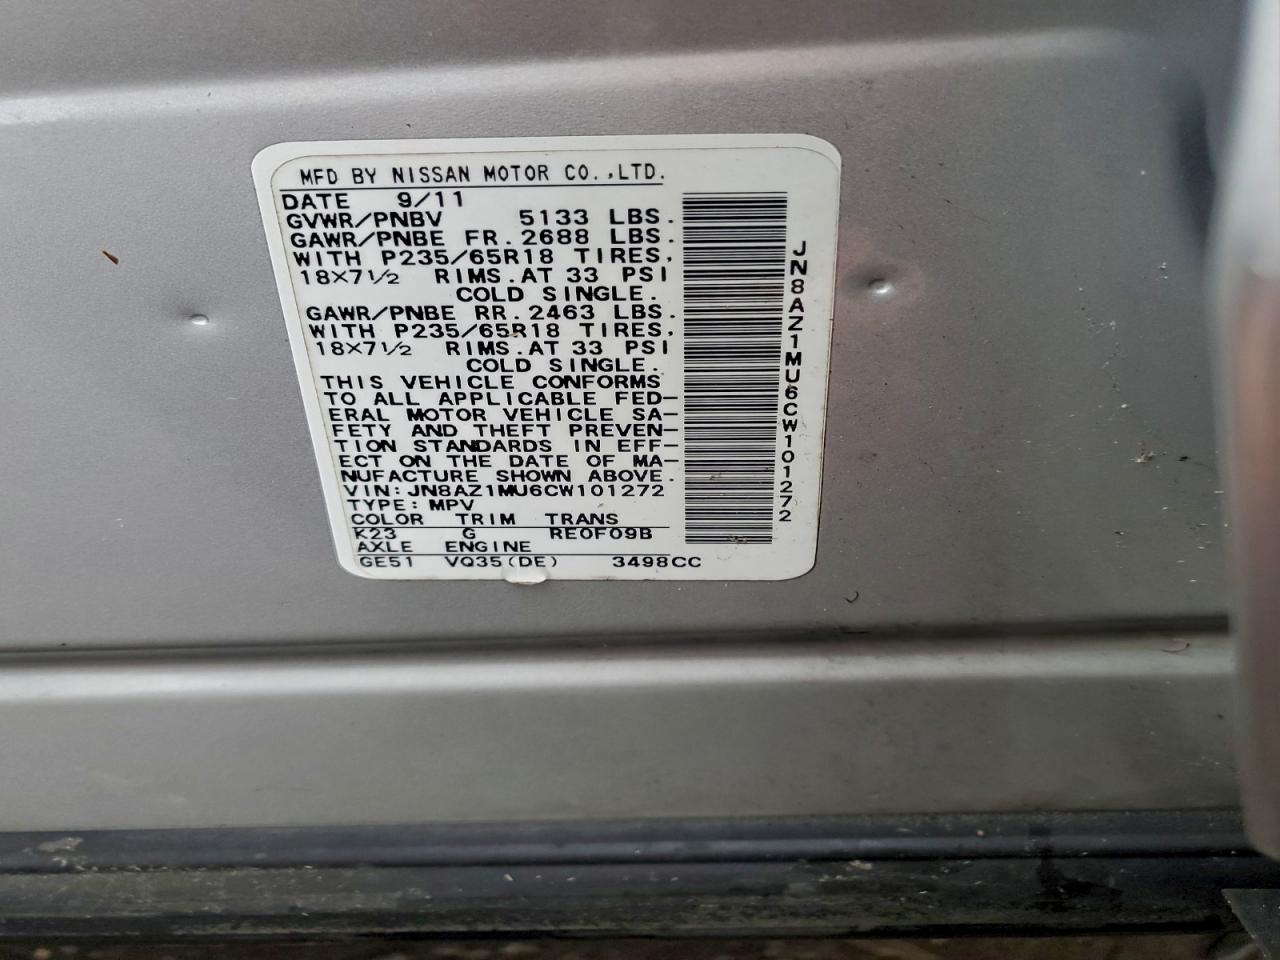 MFD BY NISSAN MOTOR CO.,LTD.
DATE 9/11
GVWR/PNBV 5133 LBS.
GAWR/PNBE FR.2688 LBS.
WITH P235/65R18 TIRES,
18X7½ RIMS.AT 33 PSI
COLD SINGLE.
GAWR/PNBE RR.2463 LBS.
WITH P235/65R18 TIRES,
18X7½ RIMS.AT 33 PSI
COLD SINGLE.
THIS VEHICLE CONFORMS
TO ALL APPLICABLE FED-
ERAL MOTOR VEHICLE SA-
FETY AND THEFT PREVEN-
TION STANDARDS IN EFF-
ECT ON THE DATE OF MA-
NUFACTURE SHOWN ABOVE.
VIN:JN8AZ1MU6CW101272
TYPE:MPV
COLOR TRIM TRANS
K23 G RE0F09B
AXLE ENGINE
GE51 VQ35(DE) 3498CC
JN8AZ1MU6CW101272